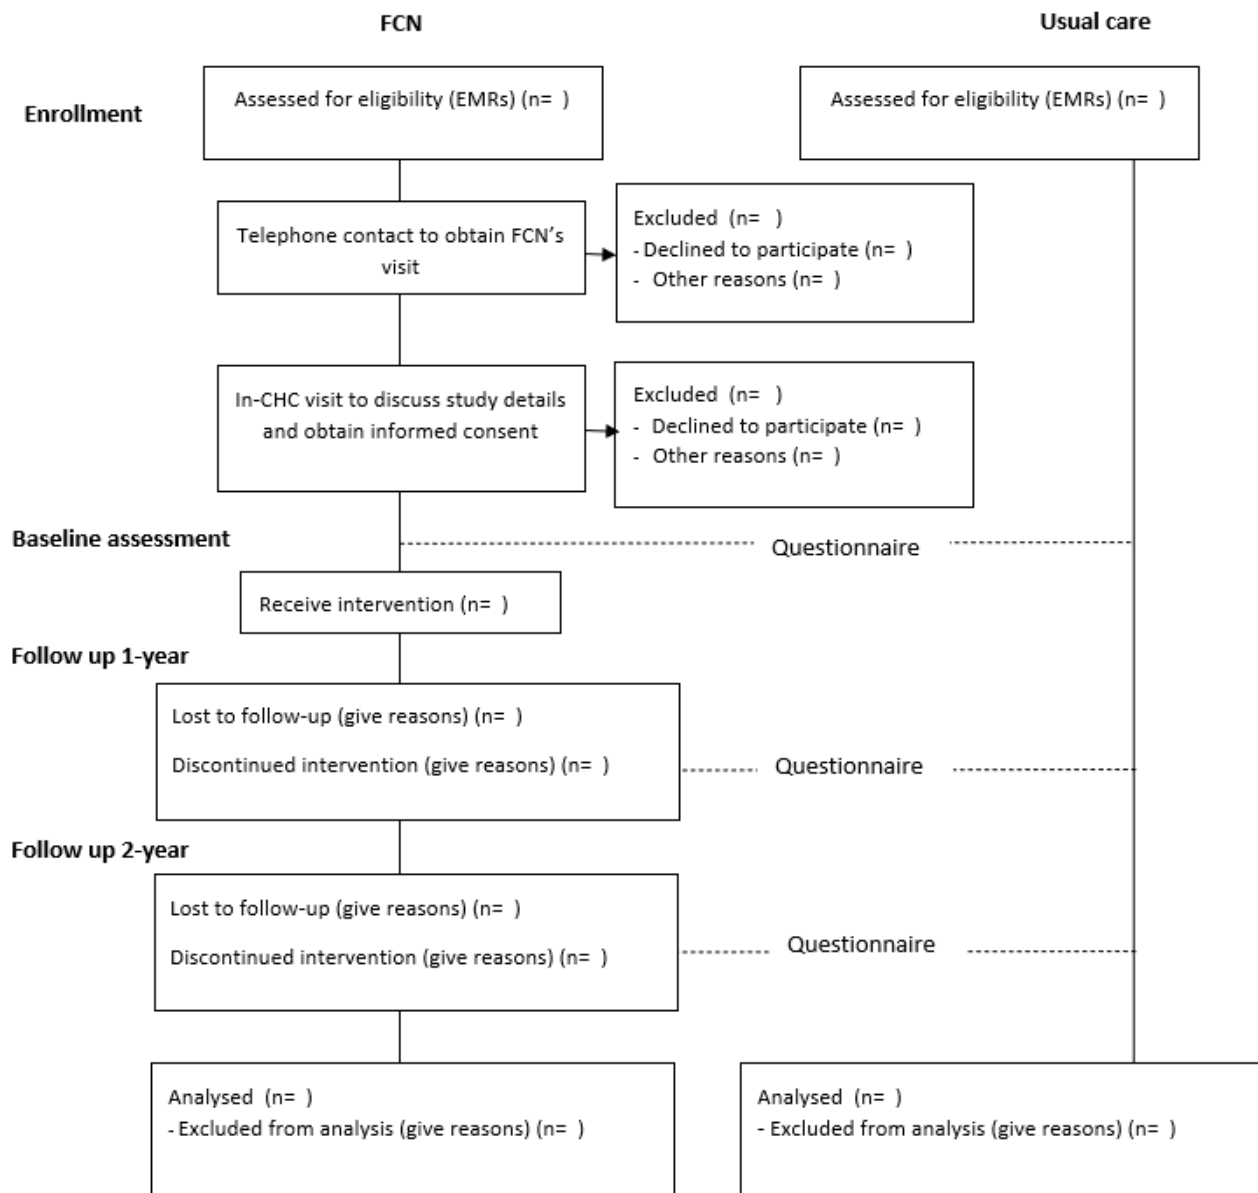 FCN
Usual care
Enrollment
Assessed for eligibility (EMRs) (n=  )
Assessed for eligibility (EMRs) (n=  )
Telephone contact to obtain FCN's
visit
Excluded  (n=  )
- Declined to participate (n=  )
-  Other reasons (n=  )
In-CHC visit to discuss study details
and obtain informed consent
Excluded  (n=  )
-  Declined to participate (n=  )
-  Other reasons (n=  )
Baseline assessment
Questionnaire
Receive intervention (n=  )
Follow up 1-year
Lost to follow-up (give reasons) (n=  )
Discontinued intervention (give reasons) (n=  )
Questionnaire
Follow up 2-year
Lost to follow-up (give reasons) (n=  )
Discontinued intervention (give reasons) (n=  )
Questionnaire
Analysed  (n=  )
- Excluded from analysis (give reasons) (n=  )
Analysed  (n=  )
- Excluded from analysis (give reasons) (n=  )